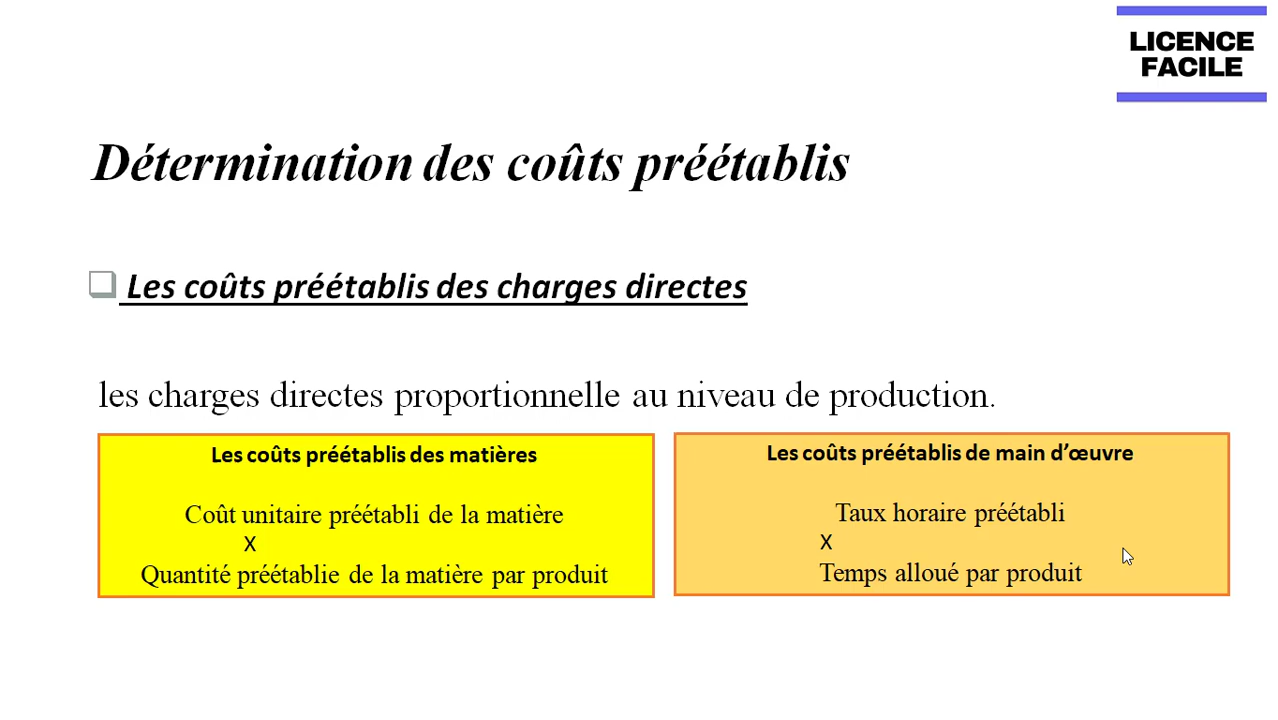 LICENCE
FACILE
Détermination des coûts préétablis
Les coûts préétablis des charges directes
les charges directes proportionnelle au niveau de production.
Les coûts préétablis des matières
Coût unitaire préétabli de la matière
X
Quantité préétablie de la matière par produit
Les coûts préétablis de main d’œuvre
Taux horaire préétabli
X
Temps alloué par produit